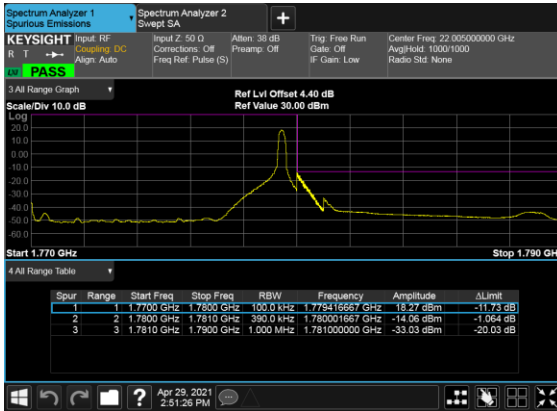 Spectrum Analyzer 1
Spurious Emissions
Spectrum Analyzer 2
Swept SA
KEYSIGHT
R T
LXI PASS
Input: RF
Coupling: DC
Align: Auto
Input Z: 50 Ω
Corrections: Off
Freq Ref: Pulse (S)
Atten: 38 dB
Preamp: Off
Trig: Free Run
Gate: Off
IF Gain: Low
Center Freq: 22.005000000 GHz
Avg|Hold: 1000/1000
Radio Std: None
3 All Range Graph
Scale/Div 10.0 dB
Ref Lvl Offset 4.40 dB
Ref Value 30.00 dBm
Log
20.0
10.0
0.00
-10.0
-20.0
-30.0
-40.0
-50.0
-60.0
Start 1.770 GHz
Stop 1.790 GH
4 All Range Table
Spur Range Start Freq Stop Freq RBW Frequency Amplitude ΔLimit
1 1 1.7700 GHz 1.7800 GHz 100.0 kHz 1.779416667 GHz 18.27 dBm -11.73 dB
2 2 1.7800 GHz 1.7810 GHz 390.0 kHz 1.780001667 GHz -14.06 dBm -1.064 dB
3 3 1.7810 GHz 1.7900 GHz 1.000 MHz 1.781000000 GHz -33.03 dBm -20.03 dB
?
Apr 29, 2021
2:51:26 PM